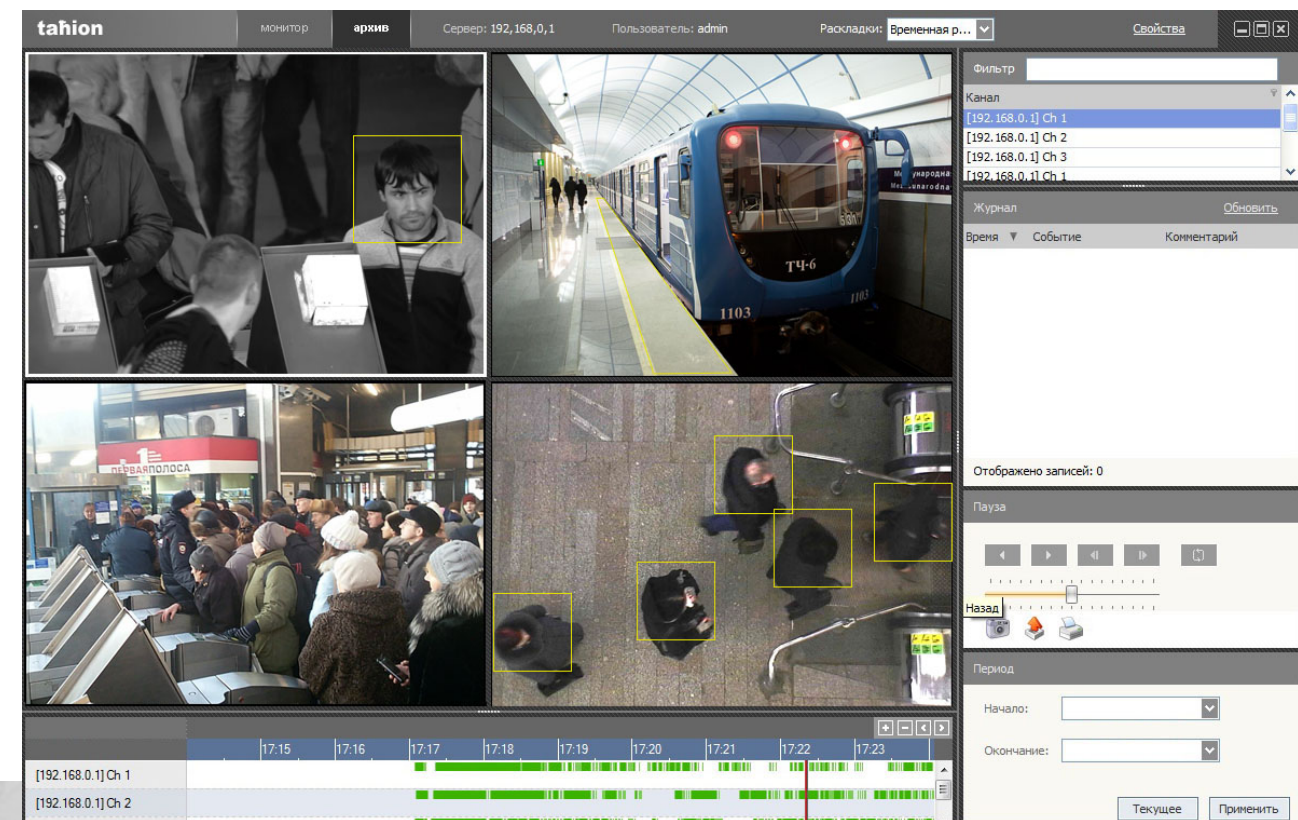 tahion монитор архив Сервер: 192,168,0,1 Пользователь: admin Раскладки: Временная р... Свойства
Фильтр
Канал
[192.168.0.1] Ch 1
[192.168.0.1] Ch 2
[192.168.0.1] Ch 3
[192.168.0.1] Ch 1
Журнал Обновить
Время Событие Комментарий
Отображено записей: 0
Пауза
Назад
Период
Начало:
Окончание:
Текущее Применить
ТЧ-6
1103
1103
1
ПЕРВАЯПОЛОСА
17:15 17:16 17:17 17:18 17:19 17:20 17:21 17:22 17:23
[192.168.0.1] Ch 1
[192.168.0.1] Ch 2